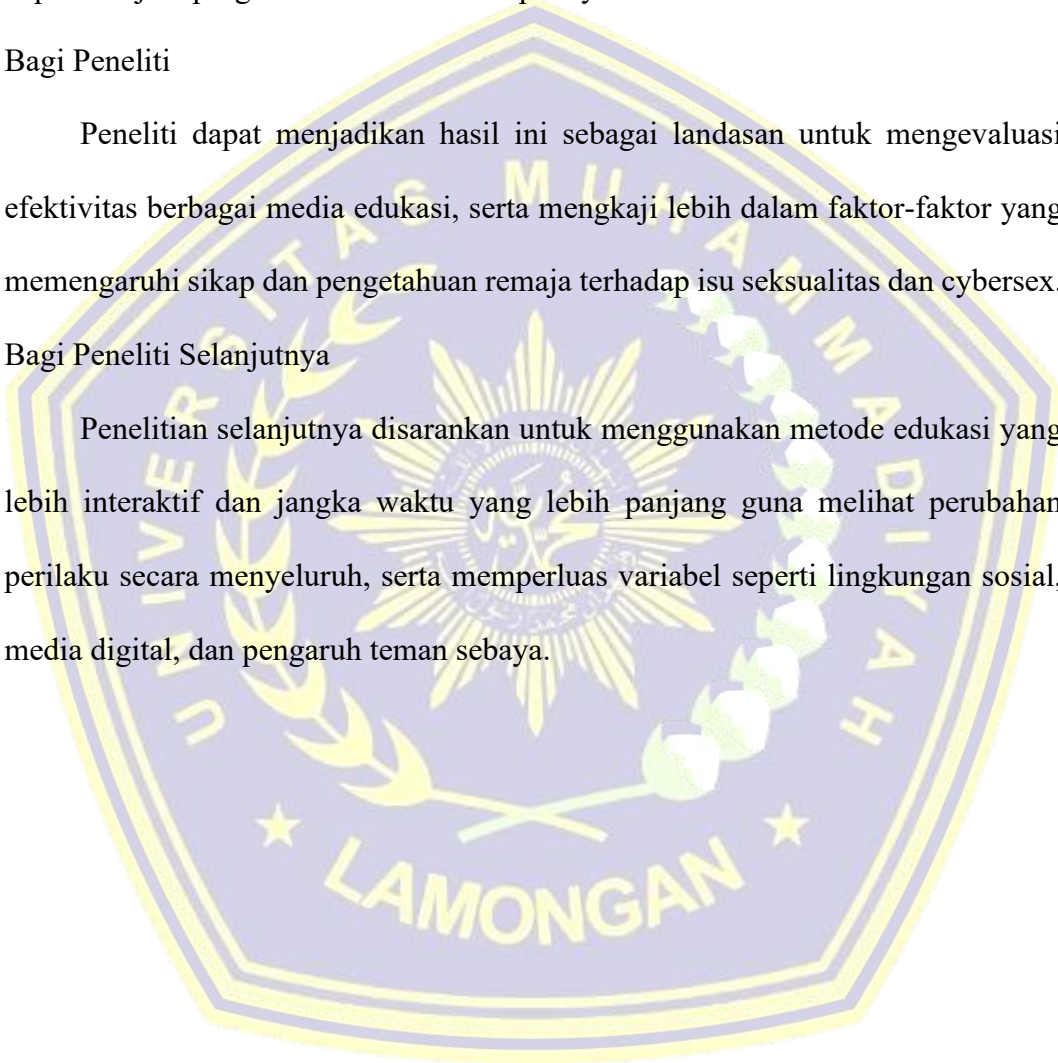 Bagi Peneliti
Peneliti dapat menjadikan hasil ini sebagai landasan untuk mengevaluasi
efektivitas berbagai media edukasi, serta mengkaji lebih dalam faktor-faktor yang
memengaruhi sikap dan pengetahuan remaja terhadap isu seksualitas dan cybersex.
Bagi Peneliti Selanjutnya
Penelitian selanjutnya disarankan untuk menggunakan metode edukasi yang
lebih interaktif dan jangka waktu yang lebih panjang guna melihat perubahan
perilaku secara menyeluruh, serta memperluas variabel seperti lingkungan sosial,
media digital, dan pengaruh teman sebaya.
UNIVERSITAS MUHAMMADIYAH
LAMONGAN